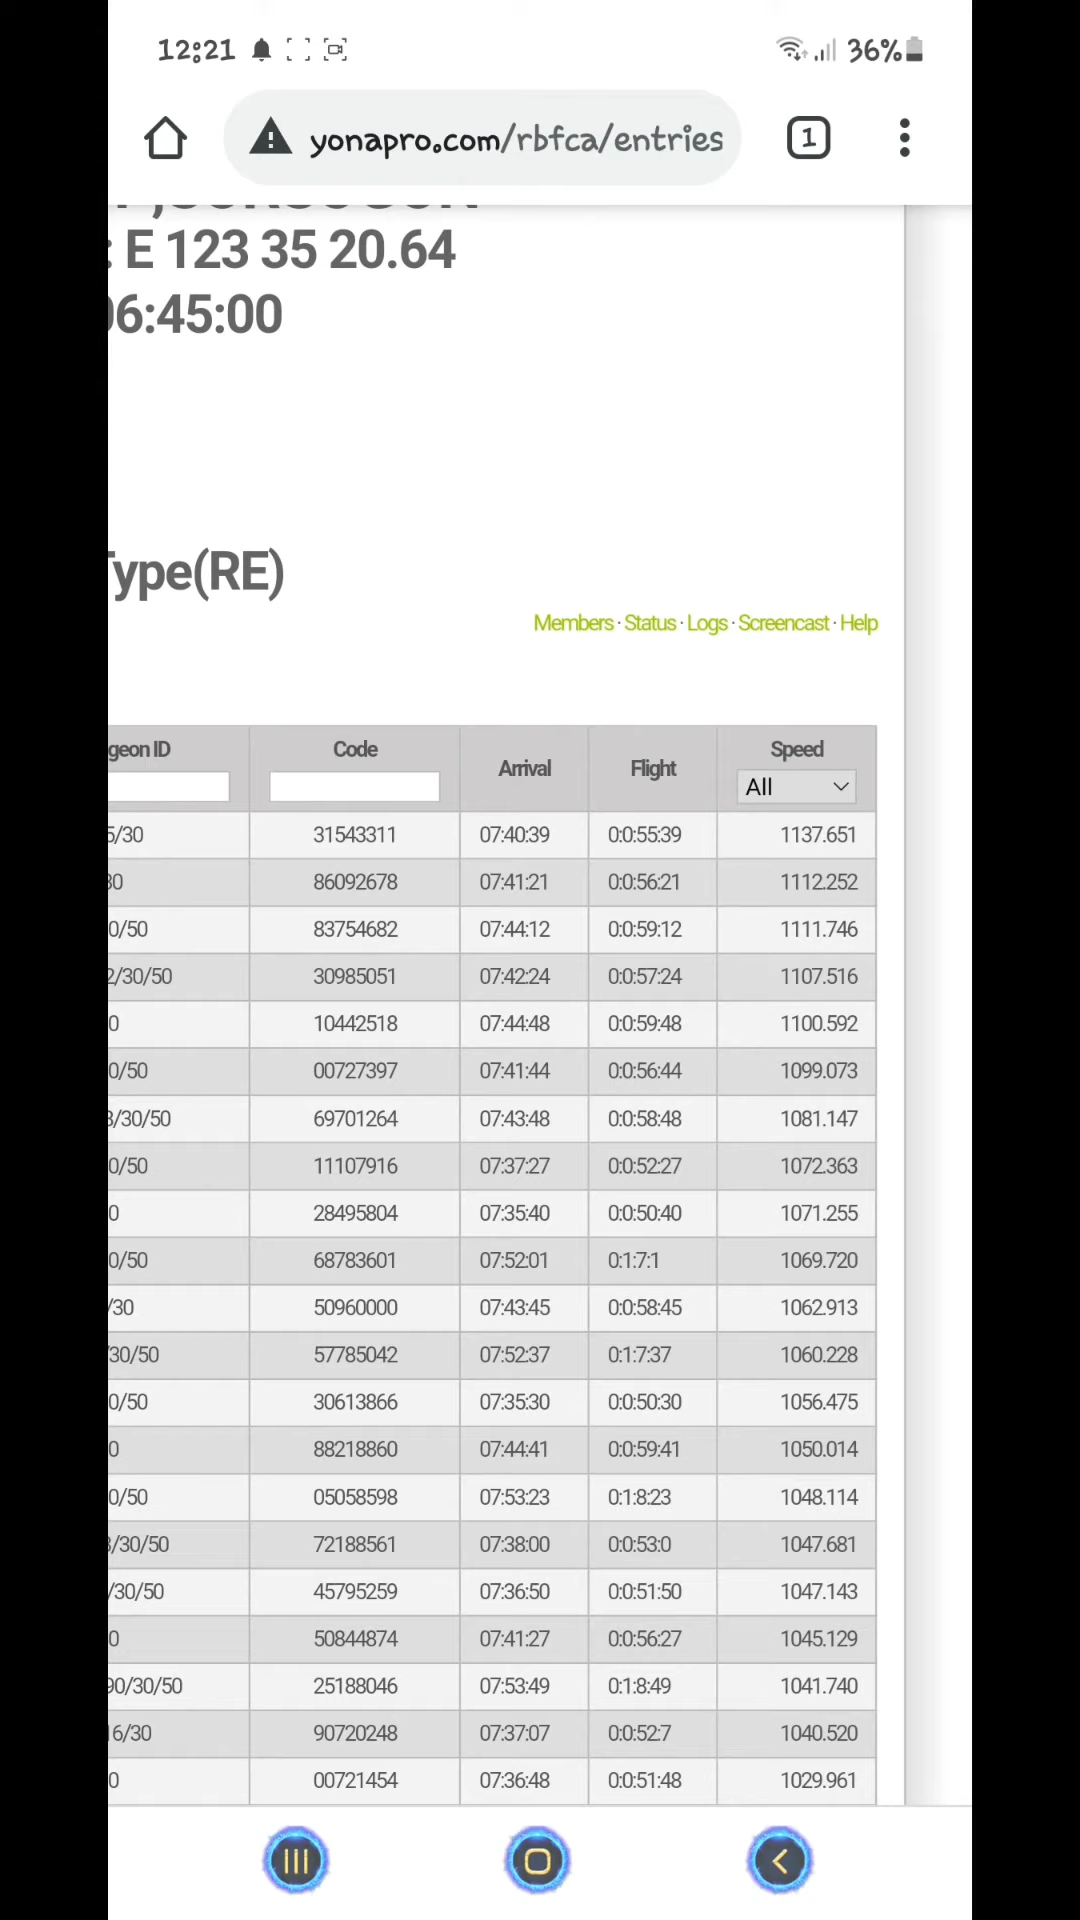 12:21 36%
yonapro.com/rbfca/entries
1
: E 123 35 20.64
06:45:00
Type(RE)
Members · Status · Logs · Screencast · Help
geon ID Code Arrival Flight Speed
All
5/30 31543311 07:40:39 0:0:55:39 1137.651
30 86092678 07:41:21 0:0:56:21 1112.252
0/50 83754682 07:44:12 0:0:59:12 1111.746
2/30/50 30985051 07:42:24 0:0:57:24 1107.516
0 10442518 07:44:48 0:0:59:48 1100.592
0/50 00727397 07:41:44 0:0:56:44 1099.073
3/30/50 69701264 07:43:48 0:0:58:48 1081.147
0/50 11107916 07:37:27 0:0:52:27 1072.363
0 28495804 07:35:40 0:0:50:40 1071.255
0/50 68783601 07:52:01 0:1:7:1 1069.720
/30 50960000 07:43:45 0:0:58:45 1062.913
/30/50 57785042 07:52:37 0:1:7:37 1060.228
0/50 30613866 07:35:30 0:0:50:30 1056.475
0 88218860 07:44:41 0:0:59:41 1050.014
0/50 05058598 07:53:23 0:1:8:23 1048.114
3/30/50 72188561 07:38:00 0:0:53:0 1047.681
/30/50 45795259 07:36:50 0:0:51:50 1047.143
0 50844874 07:41:27 0:0:56:27 1045.129
90/30/50 25188046 07:53:49 0:1:8:49 1041.740
16/30 90720248 07:37:07 0:0:52:7 1040.520
0 00721454 07:36:48 0:0:51:48 1029.961